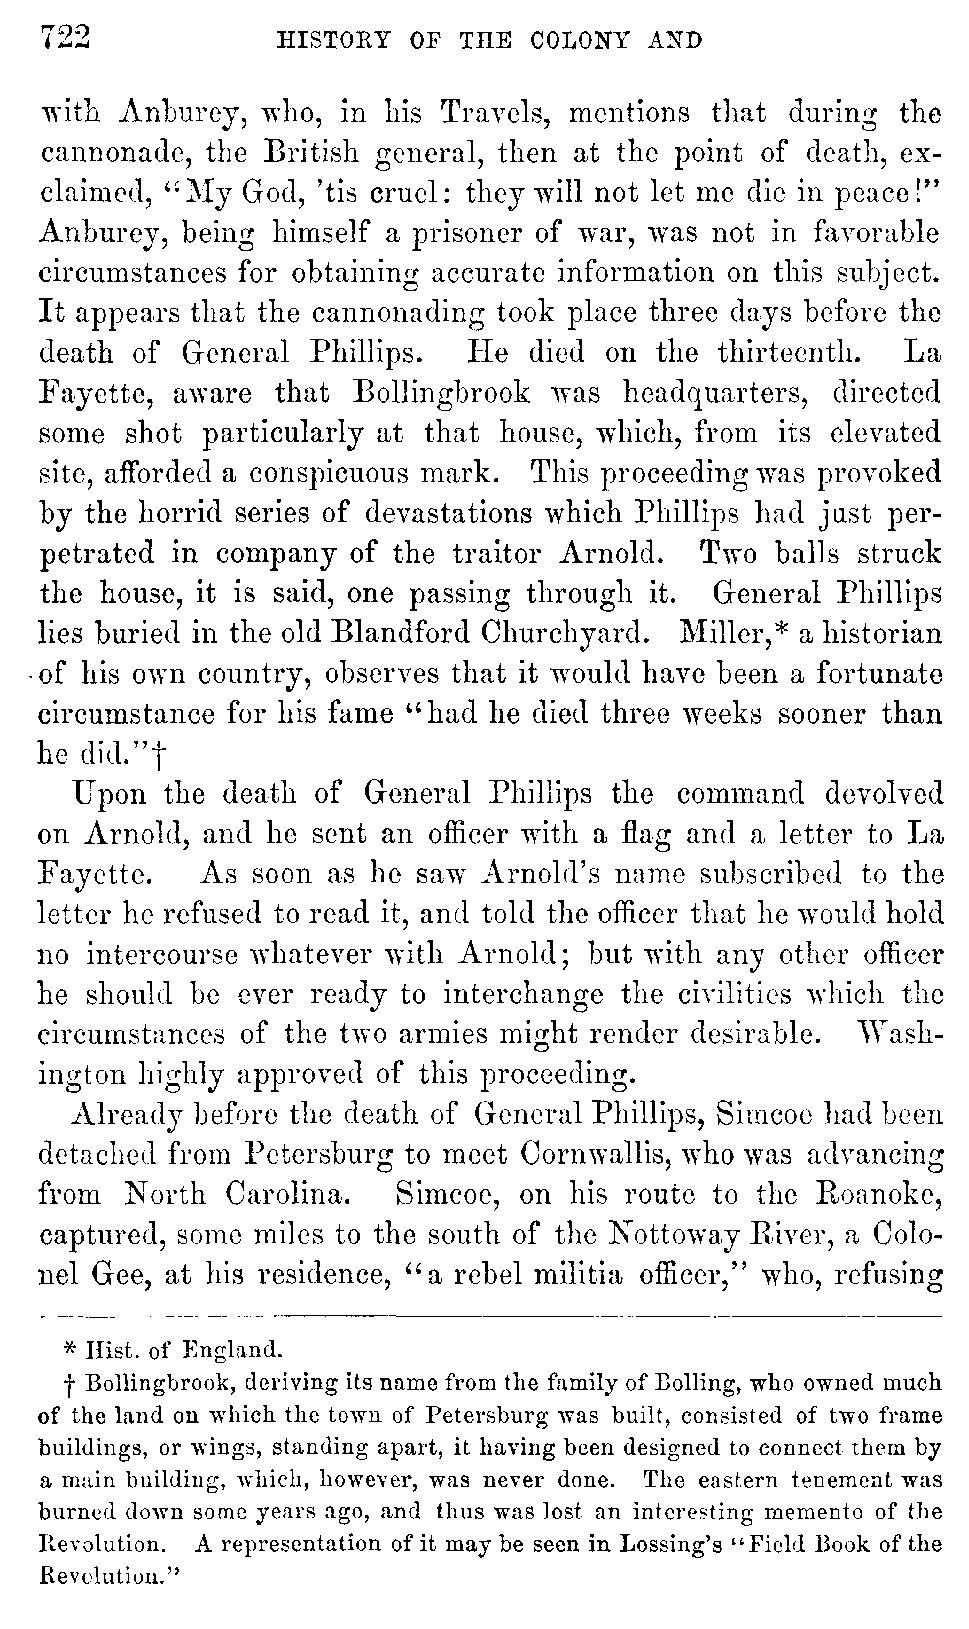 722 HISTORY OF THE COLONY AND
with Anburey, who, in his Travels, mentions that during the
cannonade, the British general, then at the point of death, ex-
claimed, "My God, 'tis cruel: they will not let me die in peace!"
Anburey, being himself a prisoner of war, was not in favorable
circumstances for obtaining accurate information on this subject.
It appears that the cannonading took place three days before the
death of General Phillips. He died on the thirteenth. La
Fayette, aware that Bollingbrook was headquarters, directed
some shot particularly at that house, which, from its elevated
site, afforded a conspicuous mark. This proceeding was provoked
by the horrid series of devastations which Phillips had just per-
petrated in company of the traitor Arnold. Two balls struck
the house, it is said, one passing through it. General Phillips
lies buried in the old Blandford Churchyard. Miller,* a historian
of his own country, observes that it would have been a fortunate
circumstance for his fame "had he died three weeks sooner than
he did."†
Upon the death of General Phillips the command devolved
on Arnold, and he sent an officer with a flag and a letter to La
Fayette. As soon as he saw Arnold's name subscribed to the
letter he refused to read it, and told the officer that he would hold
no intercourse whatever with Arnold; but with any other officer
he should be ever ready to interchange the civilities which the
circumstances of the two armies might render desirable. Wash-
ington highly approved of this proceeding.
Already before the death of General Phillips, Simcoe had been
detached from Petersburg to meet Cornwallis, who was advancing
from North Carolina. Simcoe, on his route to the Roanoke,
captured, some miles to the south of the Nottoway River, a Colo-
nel Gee, at his residence, "a rebel militia officer," who, refusing
* Hist. of England.
† Bollingbrook, deriving its name from the family of Bolling, who owned much
of the land on which the town of Petersburg was built, consisted of two frame
buildings, or wings, standing apart, it having been designed to connect them by
a main building, which, however, was never done. The eastern tenement was
burned down some years ago, and thus was lost an interesting memento of the
Revolution. A representation of it may be seen in Lossing's "Field Book of the
Revolution."